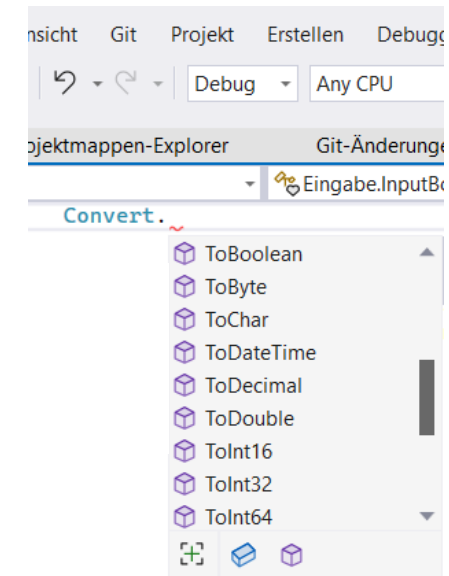 nsicht Git Projekt Erstellen Debugg
Debug Any CPU
ojektmappen-Explorer Git-Änderunge
Eingabe.InputBo
Convert.
ToBoolean
ToByte
ToChar
ToDateTime
ToDecimal
ToDouble
ToInt16
ToInt32
ToInt64